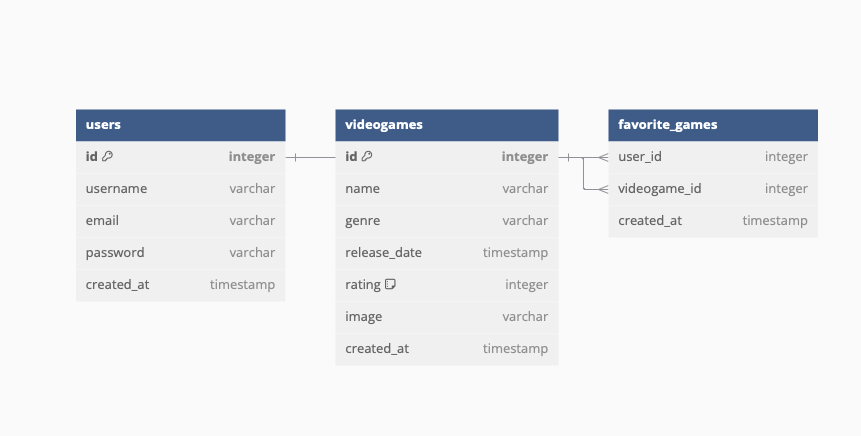 users
id integer
username varchar
email varchar
password varchar
created_at timestamp
videogames
id integer
name varchar
genre varchar
release_date timestamp
rating integer
image varchar
created_at timestamp
favorite_games
user_id integer
videogame_id integer
created_at timestamp